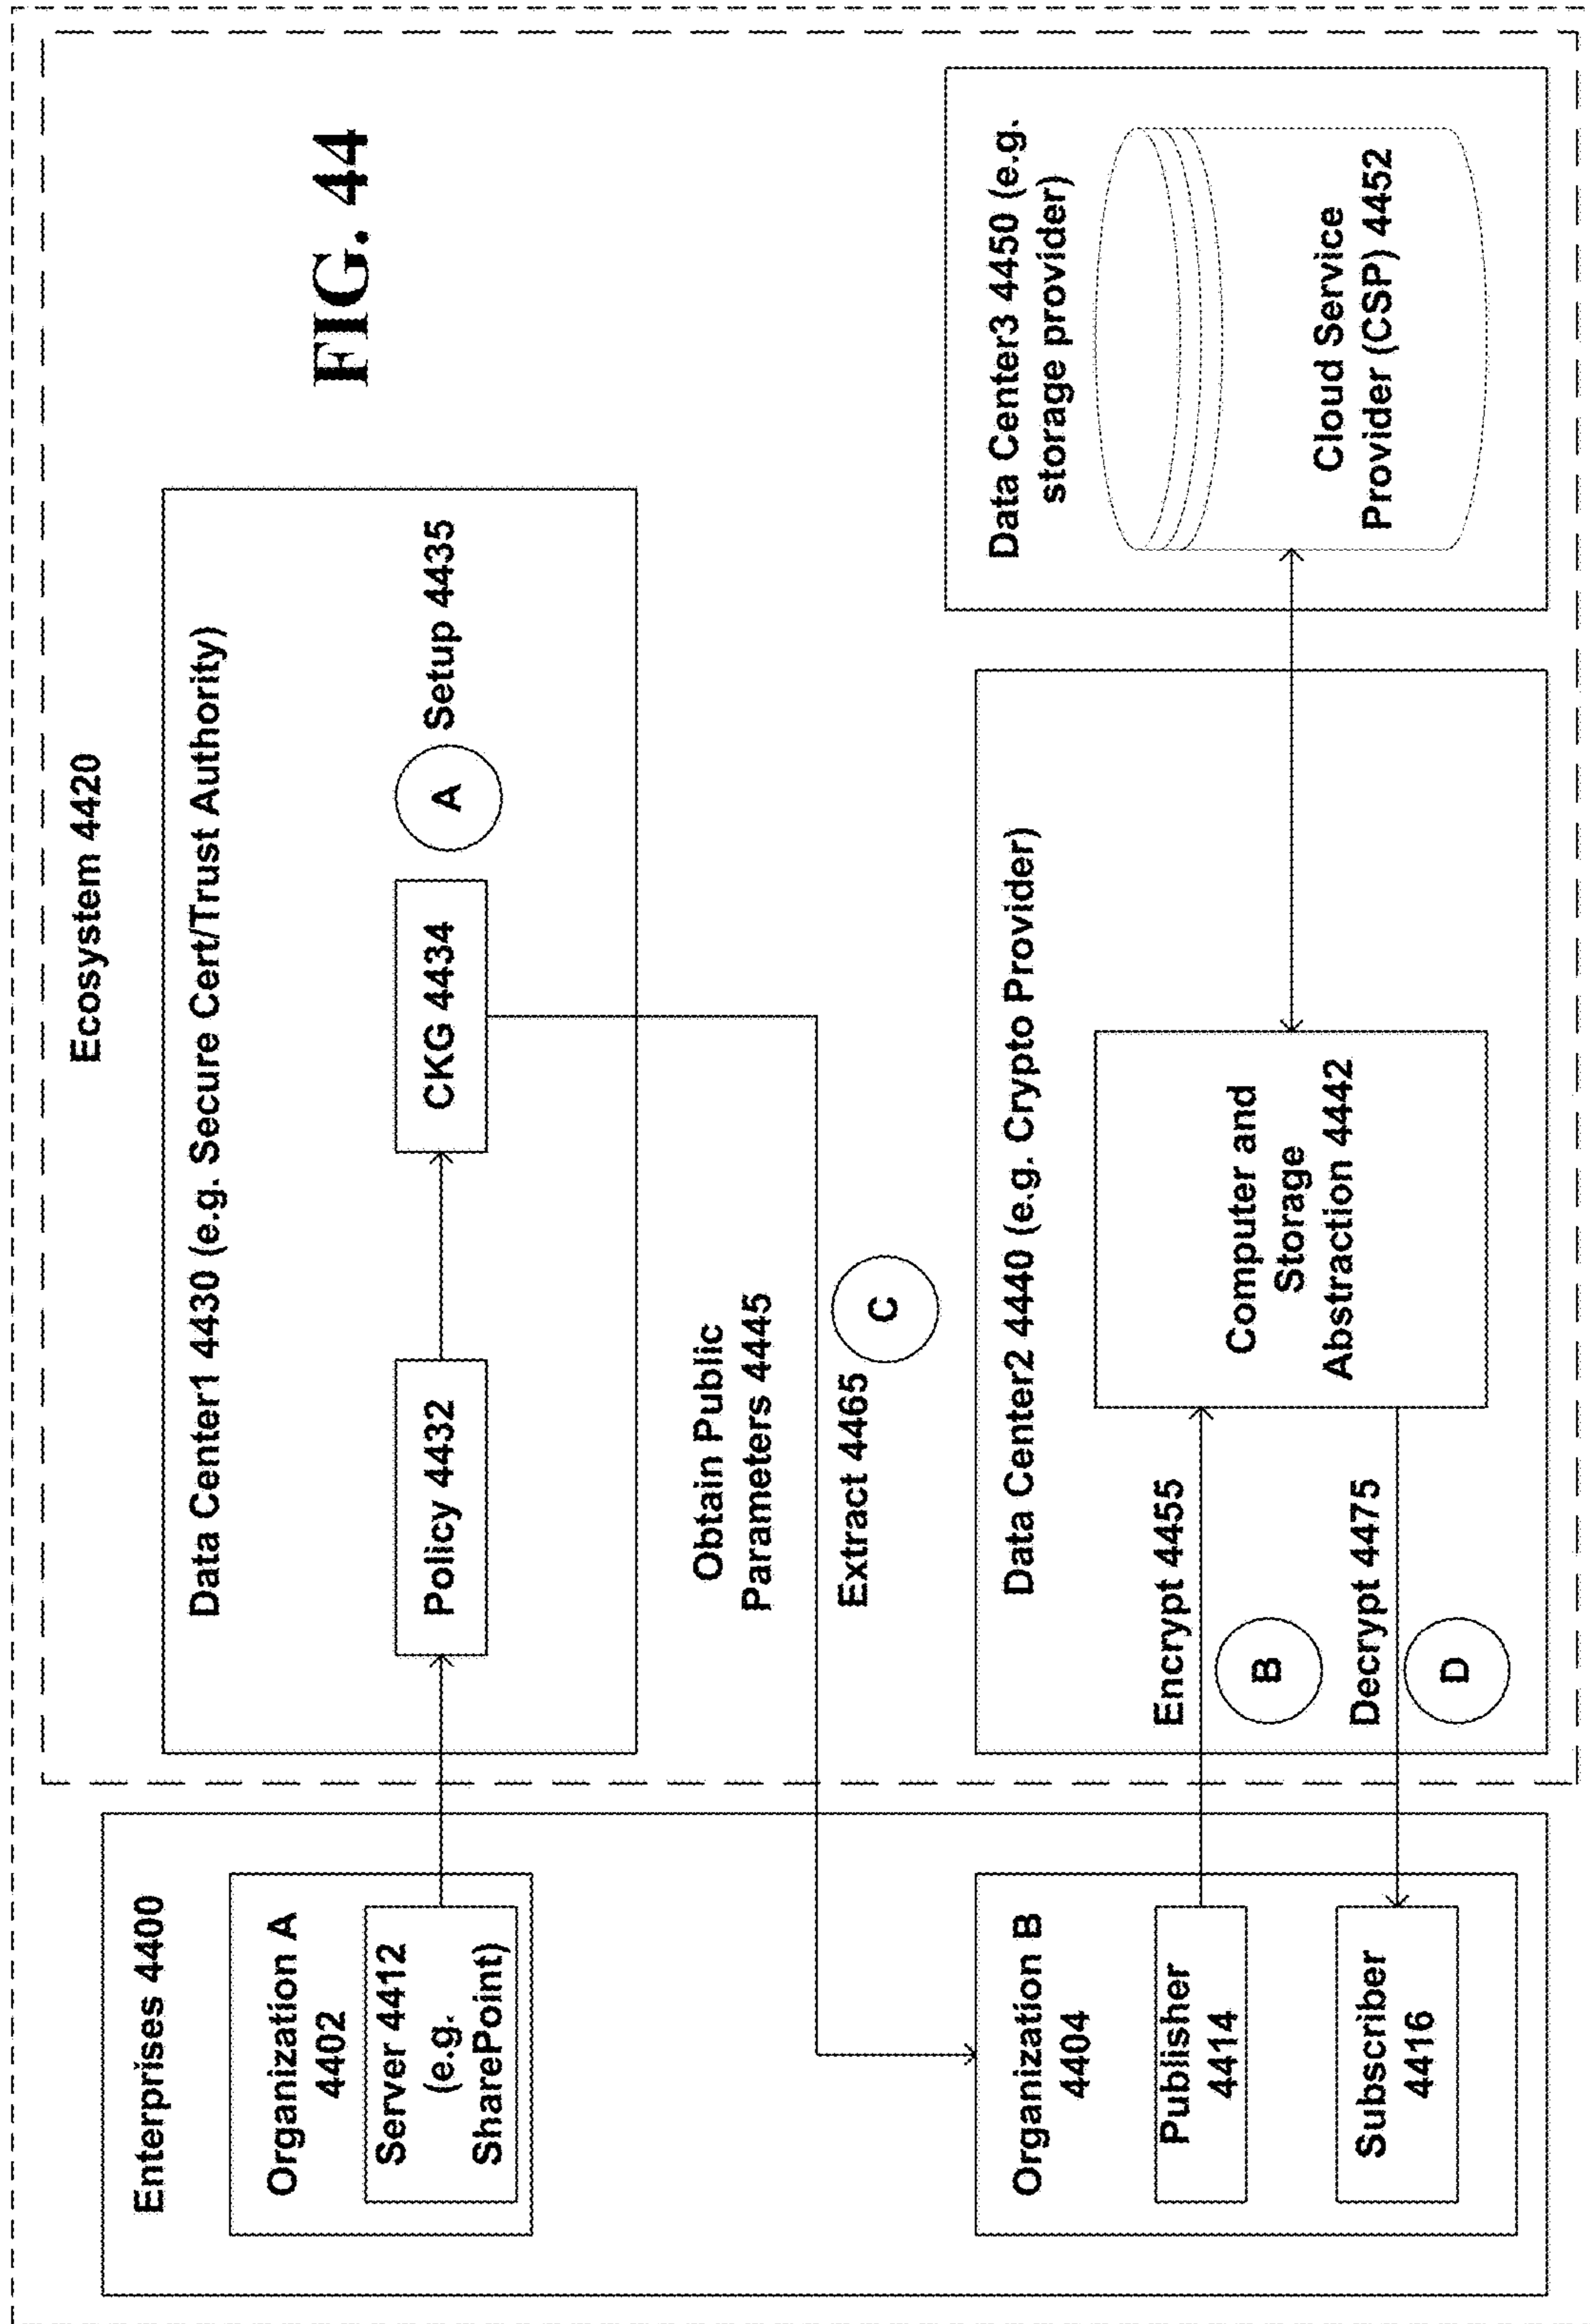 Ecosystem 4420
FIG. 44
Enterprises 4400
Organization A
4402
Server 4412
(e.g.
SharePoint)
Data Center1 4430 (e.g. Secure Cert/Trust Authority)
Policy 4432
CKG 4434
A
Setup 4435
Obtain Public
Parameters 4445
Extract 4465
C
Organization B
4404
Publisher
4414
Subscriber
4416
Data Center2 4440 (e.g. Crypto Provider)
Encrypt 4455
B
Decrypt 4475
D
Computer and
Storage
Abstraction 4442
Data Center3 4450 (e.g.
storage provider)
Cloud Service
Provider (CSP) 4452